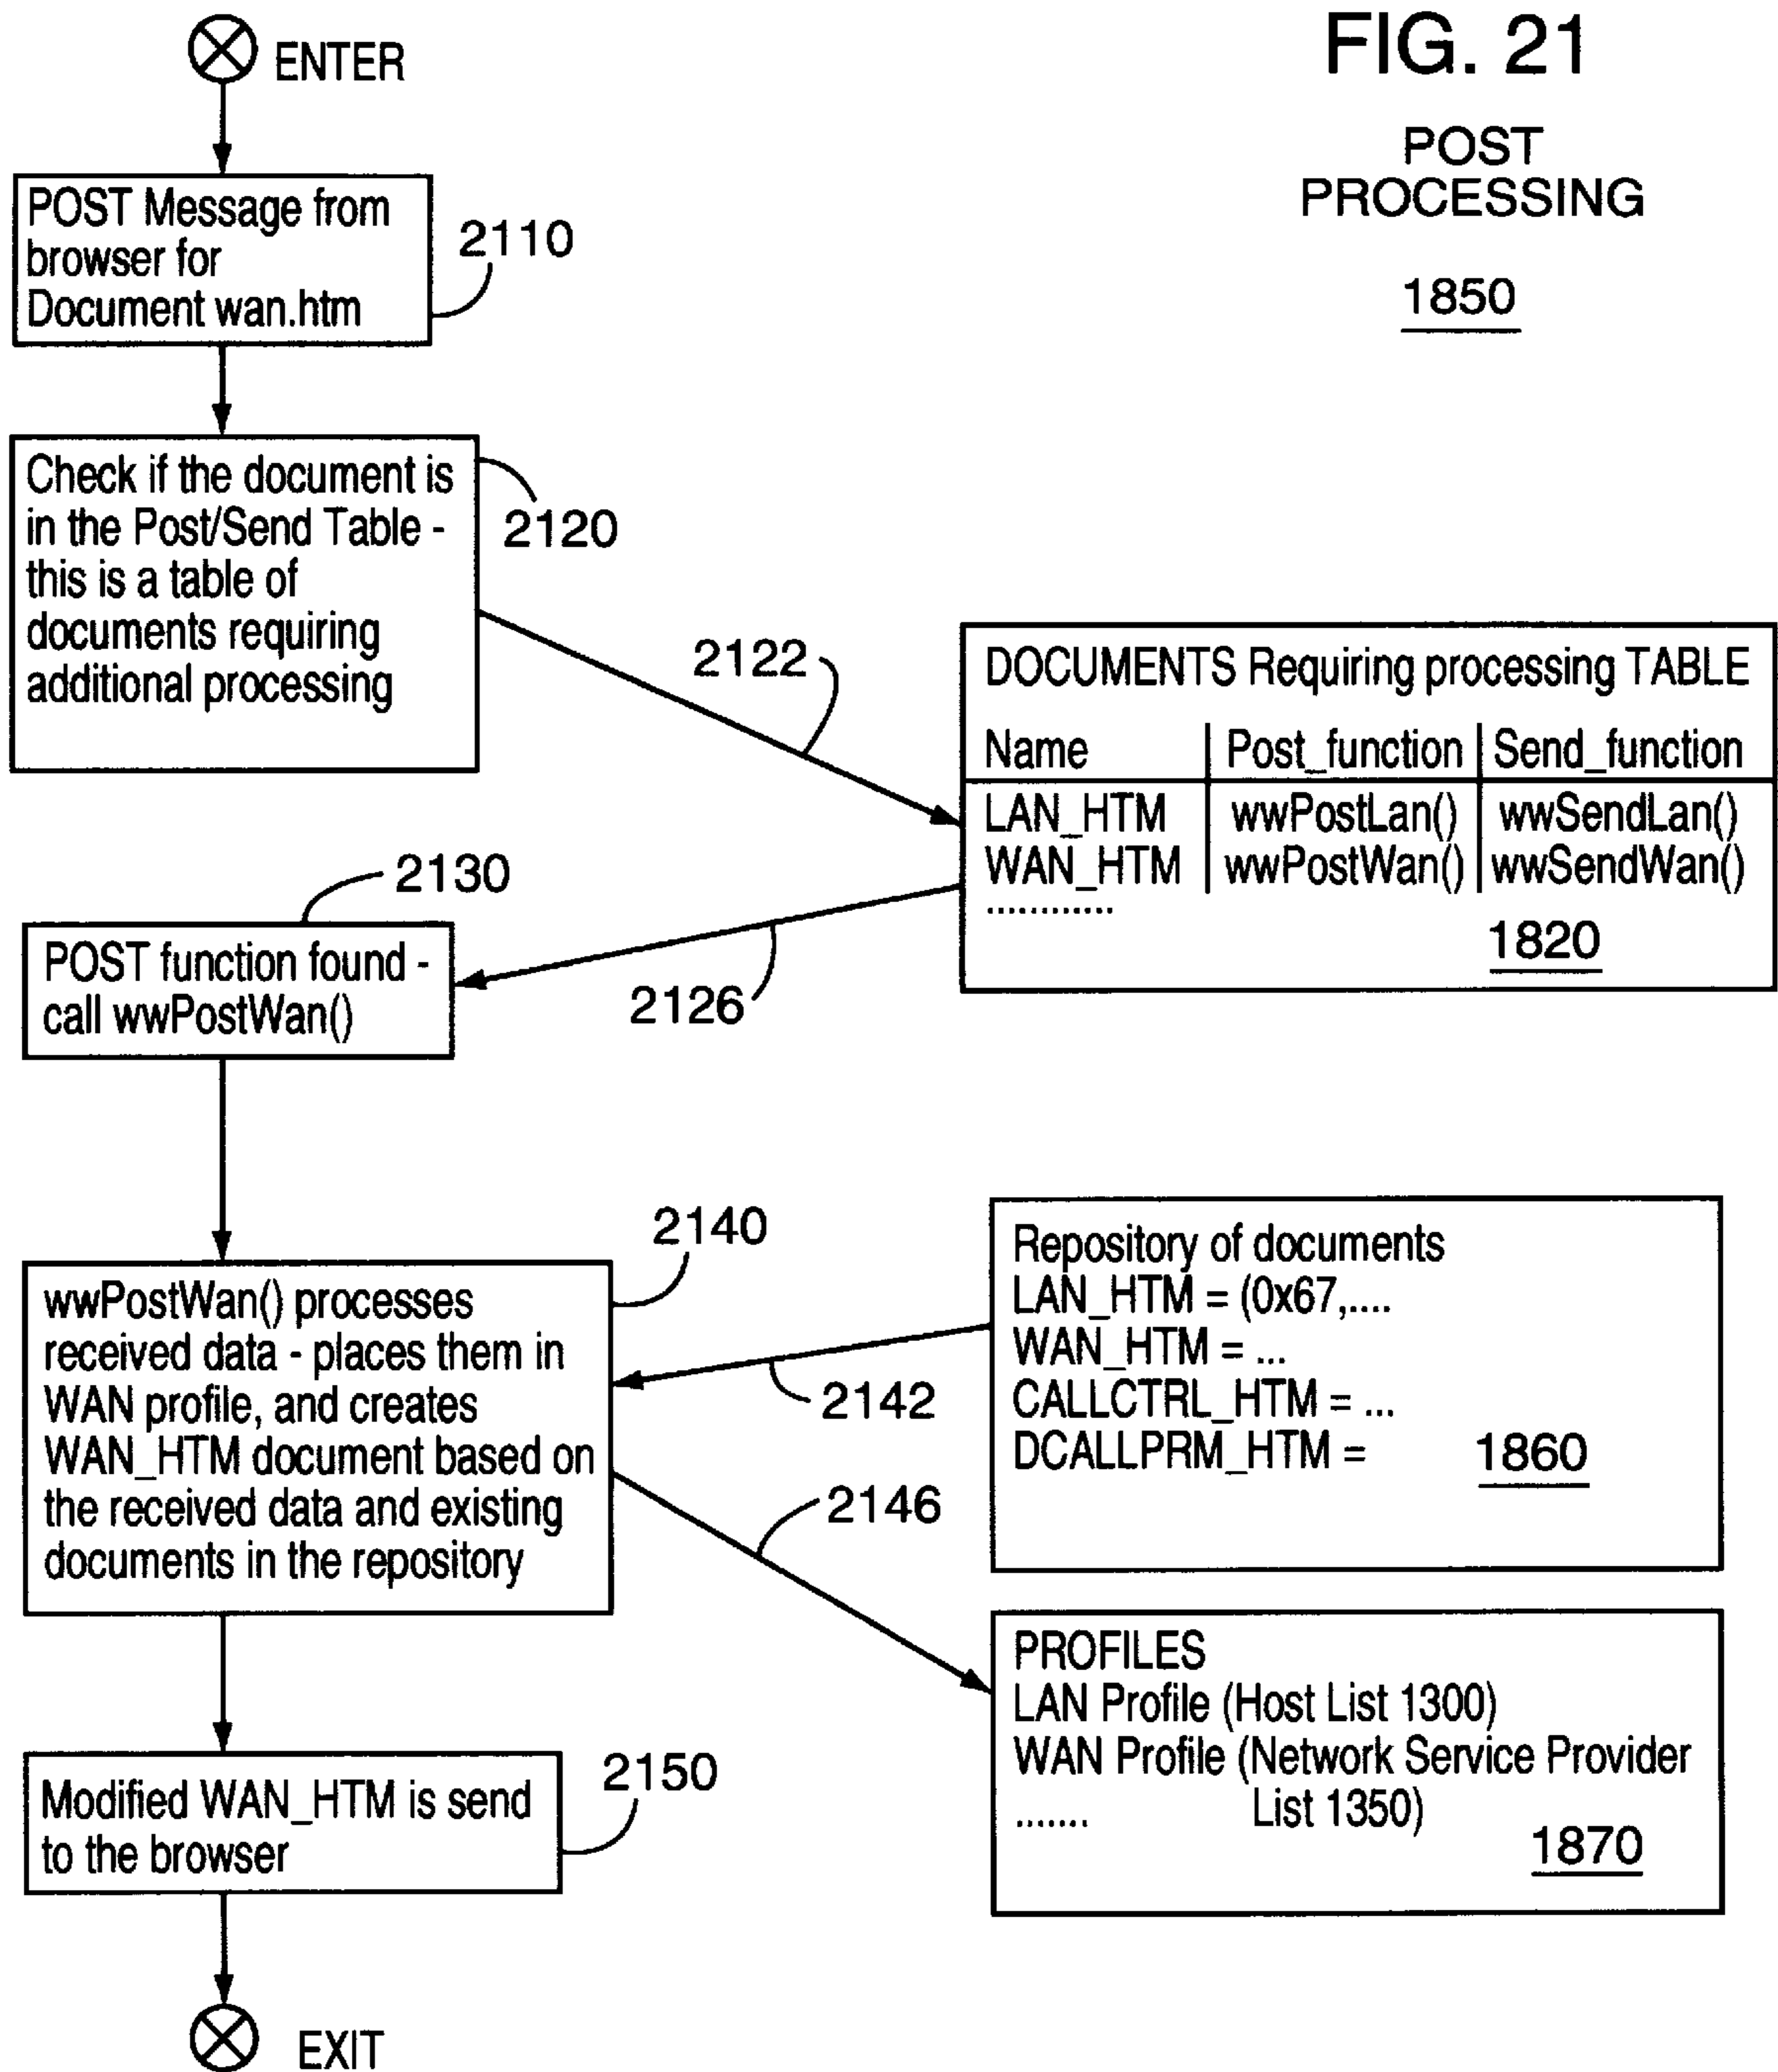 FIG. 21
POST
PROCESSING
1850
ENTER
POST Message from
browser for
Document wan.htm
2110
Check if the document is
in the Post/Send Table -
this is a table of
documents requiring
additional processing
2120
2122
DOCUMENTS Requiring processing TABLE
Name Post_function Send_function
LAN_HTM wwPostLan() wwSendLan()
WAN_HTM wwPostWan() wwSendWan()
............
1820
2126
2130
POST function found -
call wwPostWan()
2140
wwPostWan() processes
received data - places them in
WAN profile, and creates
WAN_HTM document based on
the received data and existing
documents in the repository
2142
Repository of documents
LAN_HTM = (0x67,....
WAN_HTM = ...
CALLCTRL_HTM = ...
DCALLPRM_HTM =
1860
2146
PROFILES
LAN Profile (Host List 1300)
WAN Profile (Network Service Provider
....... List 1350)
1870
Modified WAN_HTM is send
to the browser
2150
EXIT